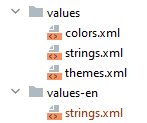 values
colors.xml
strings.xml
themes.xml
values-en
strings.xml